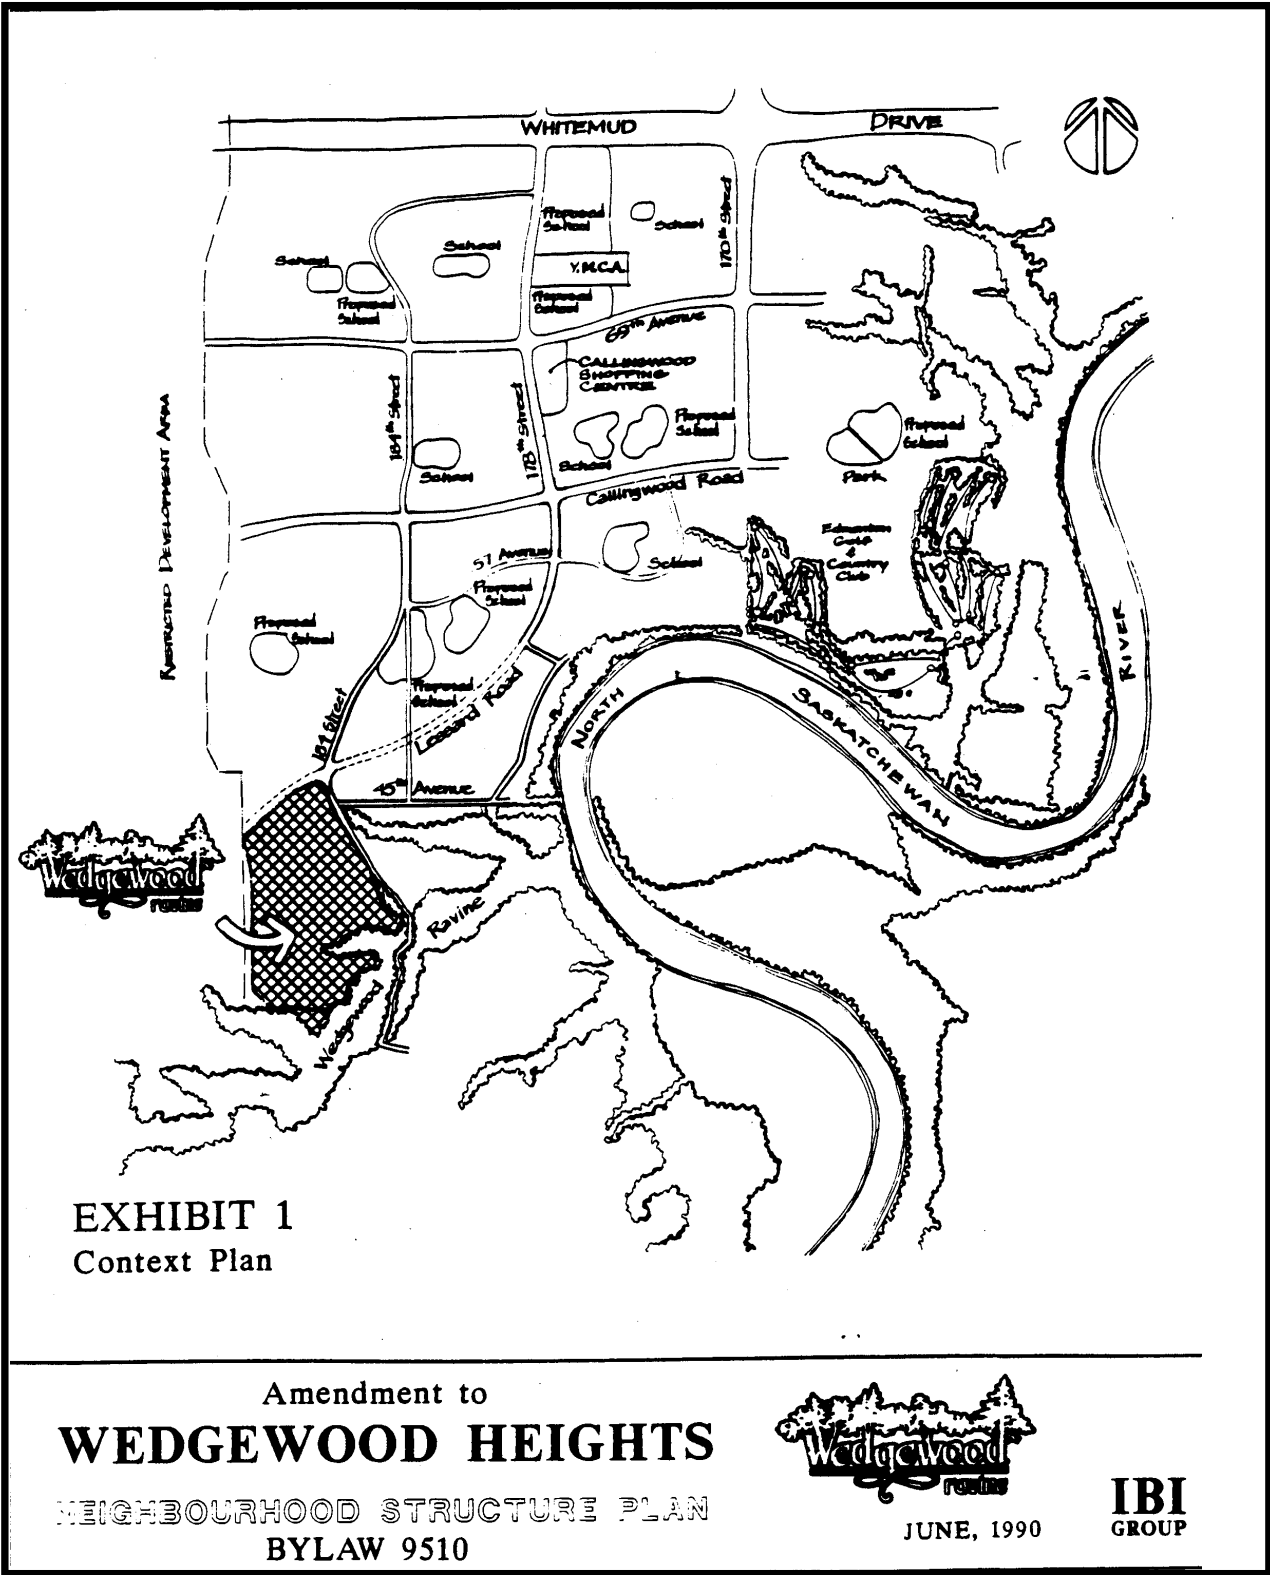 WHITEMUD DRIVE
Proposed
School
School
170th Street
School
School
Y.M.C.A.
Proposed
School
Proposed
School
69th Avenue
CALLINGWOOD
SHOPPING
CENTRE
184th Street
178th Street
RESTRICTED DEVELOPMENT AREA
Proposed
School
Proposed
School
School
School
Park
Callingwood Road
Edmonton
Golf
&
Country
Club
57 Avenue
School
Proposed
School
Proposed
School
RIVER
Proposed
School
Lessard Road
184 Street
NORTH SASKATCHEWAN
45th Avenue
Wedgewood
Ravine
Wedgewood
EXHIBIT 1
Context Plan
Amendment to
WEDGEWOOD HEIGHTS
NEIGHBOURHOOD STRUCTURE PLAN
BYLAW 9510
Wedgewood
JUNE, 1990
IBI
GROUP